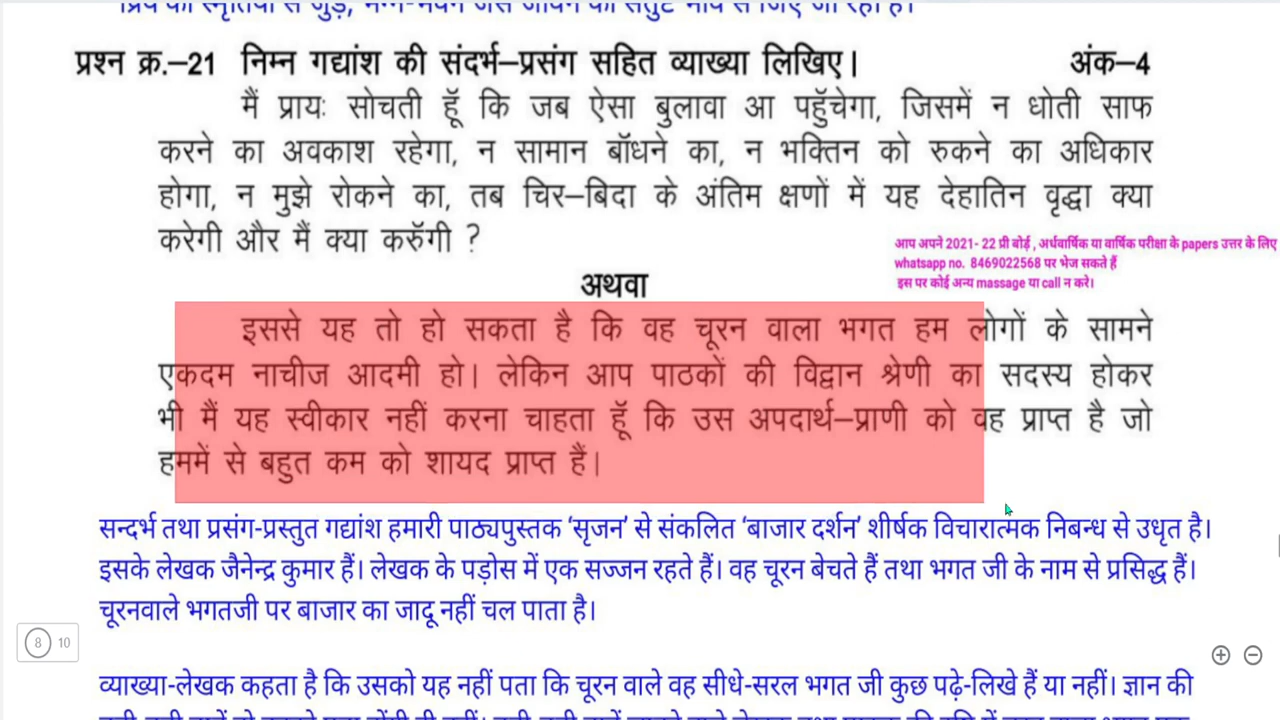 प्रश्न क्र.–21 निम्न गद्यांश की संदर्भ–प्रसंग सहित व्याख्या लिखिए। अंक–4
मैं प्रायः सोचती हूॅ कि जब ऐसा बुलावा आ पहुॅचेगा, जिसमें न धोती साफ
करने का अवकाश रहेगा, न सामान बॉधने का, न भक्तिन को रुकने का अधिकार
होगा, न मुझे रोकने का, तब चिर–बिदा के अंतिम क्षणों में यह देहातिन वृद्धा क्या
करेगी और मैं क्या करुॅगी ?
आप अपने 2021- 22 प्री बोर्ड , अर्धवार्षिक या वार्षिक परीक्षा के papers उत्तर के लिए
whatsapp no. 8469022568 पर भेज सकते हैं
इस पर कोई अन्य massage या call न करे।
अथवा
इससे यह तो हो सकता है कि वह चूरन वाला भगत हम लोगों के सामने
एकदम नाचीज आदमी हो। लेकिन आप पाठकों की विद्वान श्रेणी का सदस्य होकर
भी मैं यह स्वीकार नहीं करना चाहता हूॅ कि उस अपदार्थ–प्राणी को वह प्राप्त है जो
हममें से बहुत कम को शायद प्राप्त हैं।
सन्दर्भ तथा प्रसंग-प्रस्तुत गद्यांश हमारी पाठ्यपुस्तक ‘सृजन’ से संकलित ‘बाजार दर्शन’ शीर्षक विचारात्मक निबन्ध से उधृत है।
इसके लेखक जैनेन्द्र कुमार हैं। लेखक के पड़ोस में एक सज्जन रहते हैं। वह चूरन बेचते हैं तथा भगत जी के नाम से प्रसिद्ध हैं।
चूरनवाले भगतजी पर बाजार का जादू नहीं चल पाता है।
8 10
व्याख्या-लेखक कहता है कि उसको यह नहीं पता कि चूरन वाले वह सीधे-सरल भगत जी कुछ पढ़े-लिखे हैं या नहीं। ज्ञान की